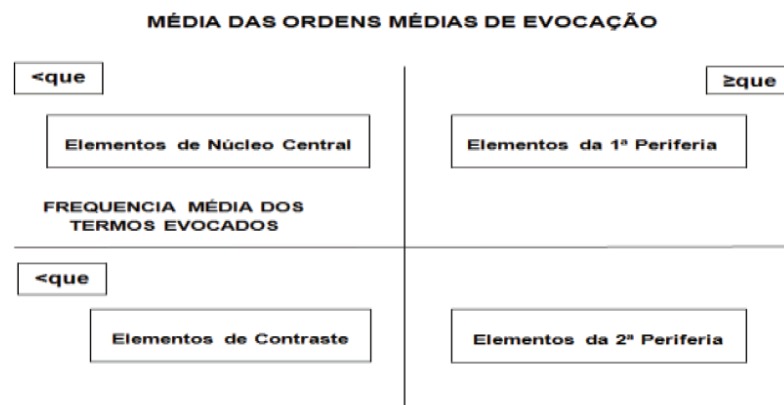 MÉDIA DAS ORDENS MÉDIAS DE EVOCAÇÃO
<que
≥que
Elementos de Núcleo Central
Elementos da 1ª Periferia
FREQUENCIA MÉDIA DOS
TERMOS EVOCADOS
<que
Elementos de Contraste
Elementos da 2ª Periferia